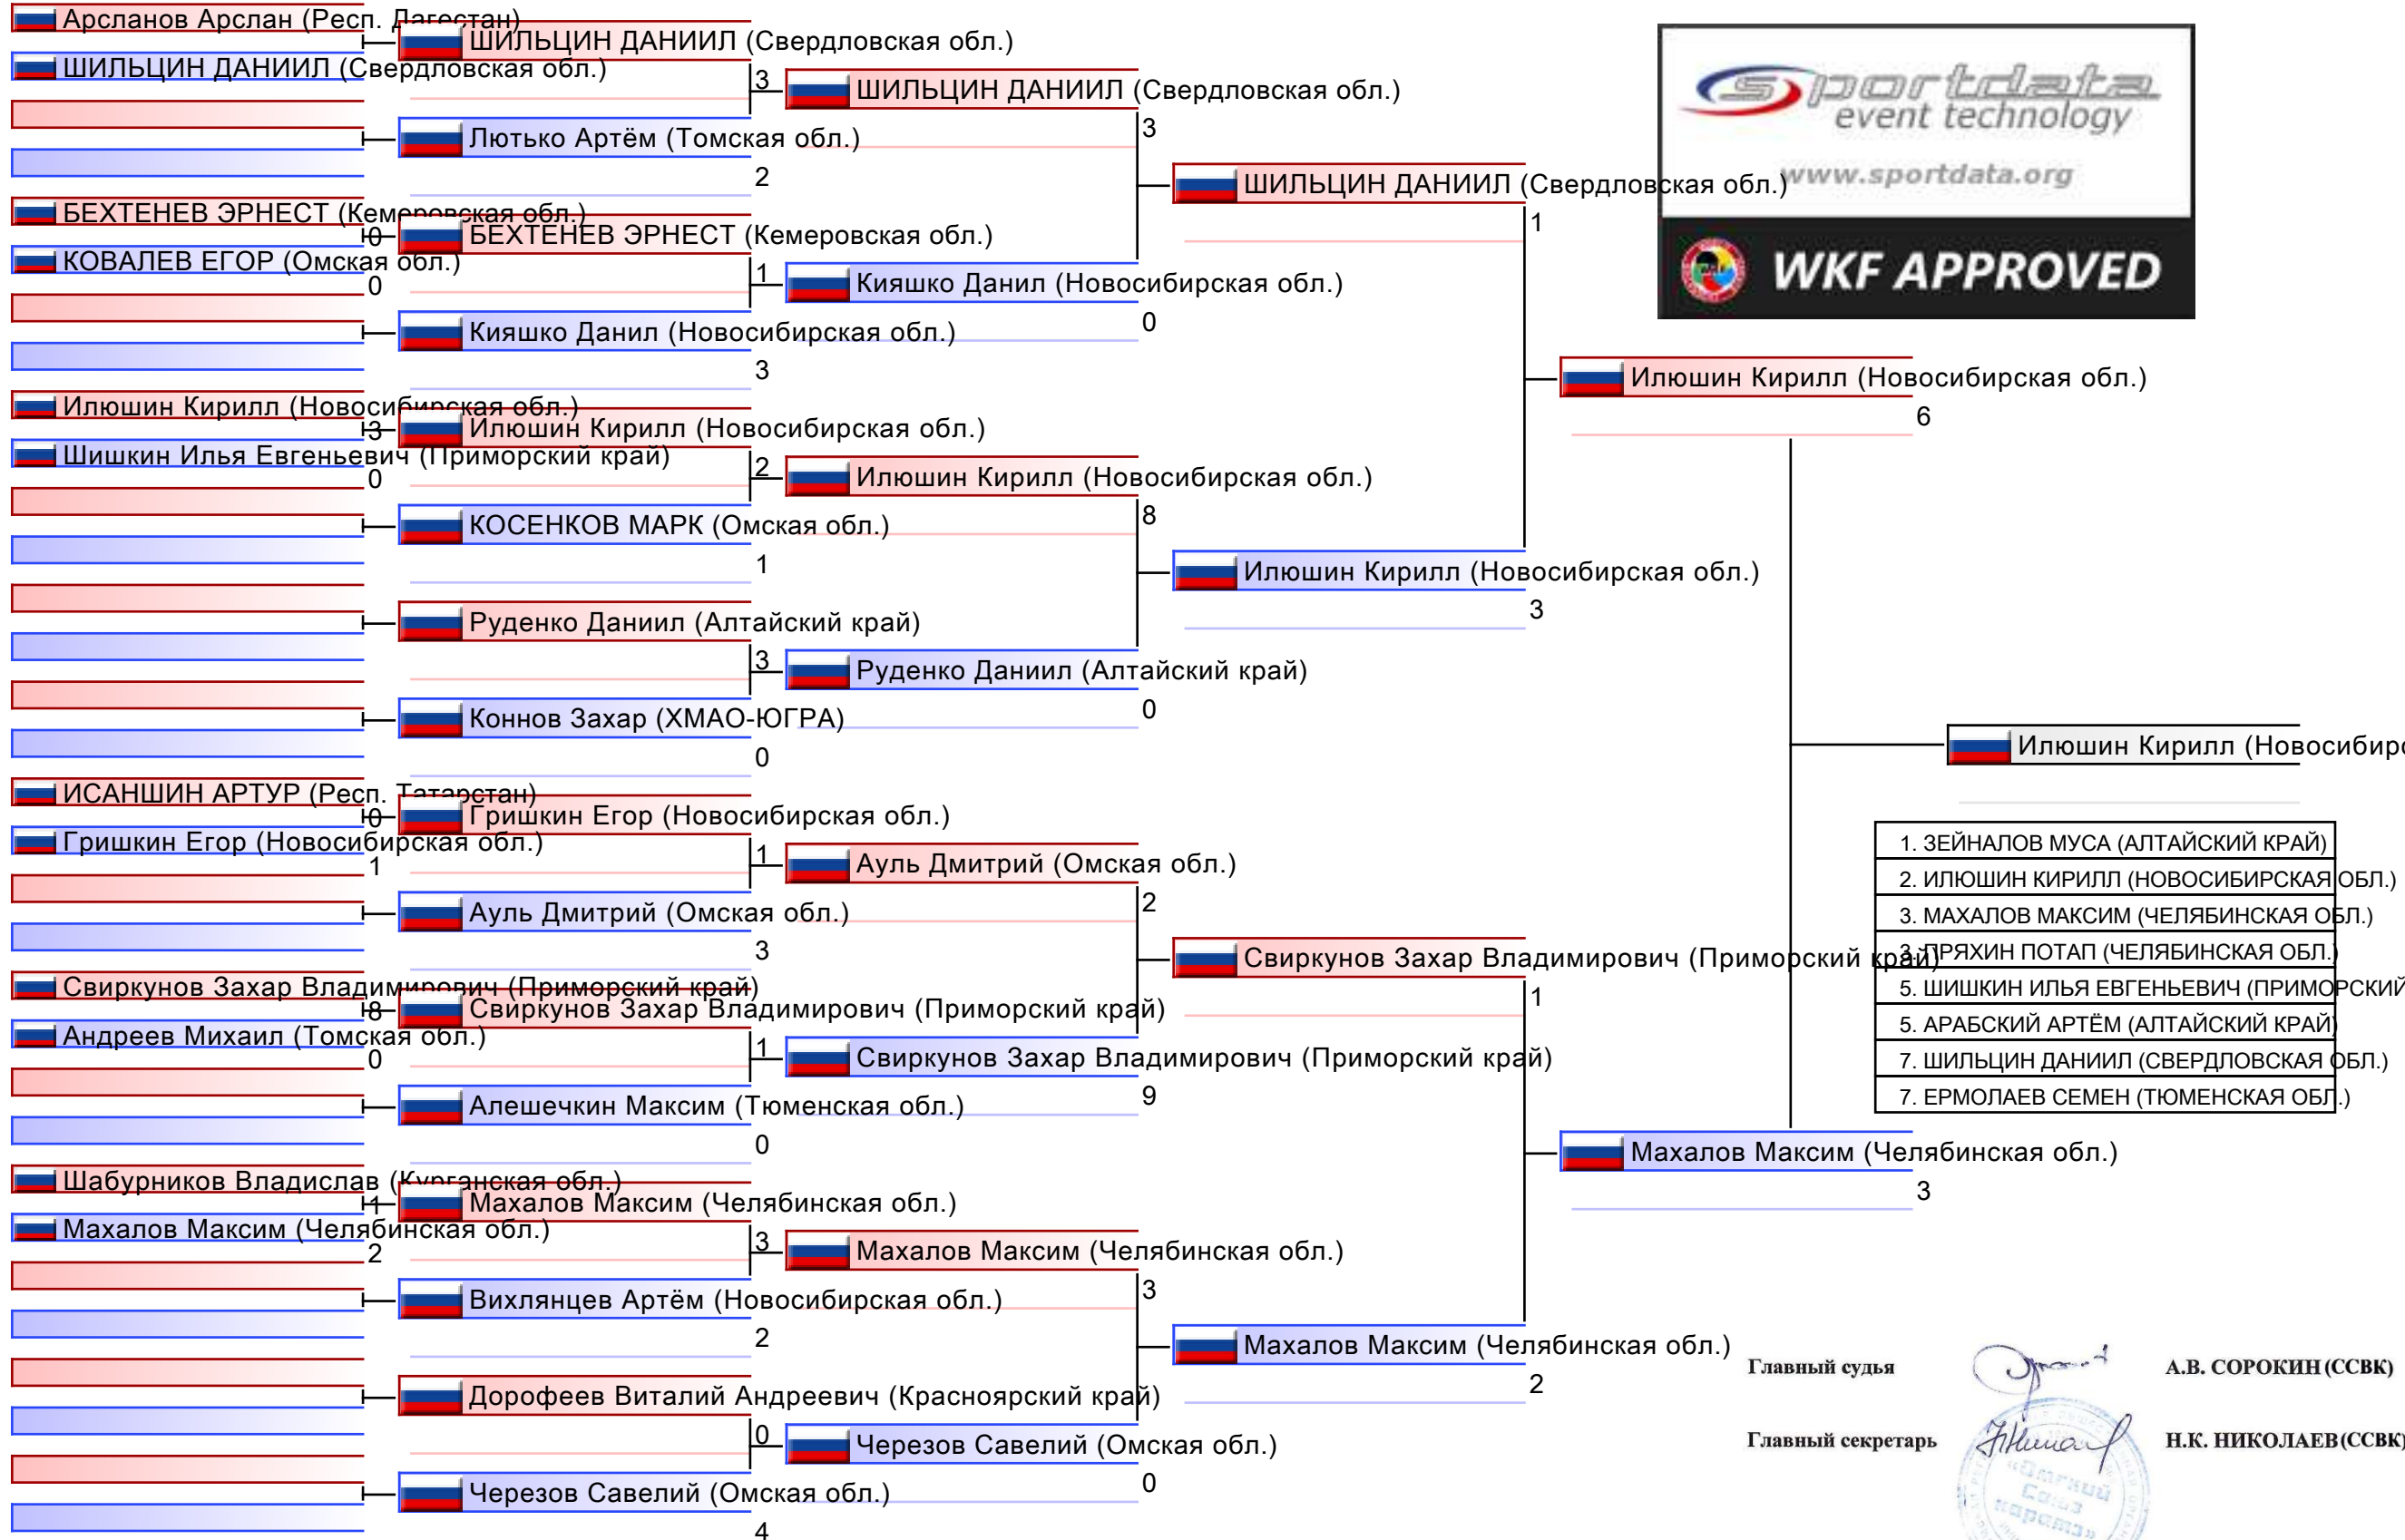 Арсланов Арслан (Респ. Дагестан)
ШИЛЬЦИН ДАНИИЛ (Свердловская обл.)
БЕХТЕНЕВ ЭРНЕСТ (Кемеровская обл.)
0
КОВАЛЕВ ЕГОР (Омская обл.)
0
Илюшин Кирилл (Новосибирская обл.)
3
Шишкин Илья Евгеньевич (Приморский край)
0
ИСАНШИН АРТУР (Респ. Татарстан)
0
Гришкин Егор (Новосибирская обл.)
1
Свиркунов Захар Владимирович (Приморский край)
8
Андреев Михаил (Томская обл.)
0
Шабурников Владислав (Курганская обл.)
1
Махалов Максим (Челябинская обл.)
2
ШИЛЬЦИН ДАНИИЛ (Свердловская обл.)
3
Лютько Артём (Томская обл.)
2
БЕХТЕНЕВ ЭРНЕСТ (Кемеровская обл.)
1
Кияшко Данил (Новосибирская обл.)
3
Илюшин Кирилл (Новосибирская обл.)
2
КОСЕНКОВ МАРК (Омская обл.)
1
Руденко Даниил (Алтайский край)
3
Коннов Захар (ХМАО-ЮГРА)
0
Гришкин Егор (Новосибирская обл.)
1
Ауль Дмитрий (Омская обл.)
3
Свиркунов Захар Владимирович (Приморский край)
1
Алешечкин Максим (Тюменская обл.)
0
Махалов Максим (Челябинская обл.)
3
Вихлянцев Артём (Новосибирская обл.)
2
Дорофеев Виталий Андреевич (Красноярский край)
0
Черезов Савелий (Омская обл.)
4
ШИЛЬЦИН ДАНИИЛ (Свердловская обл.)
3
Кияшко Данил (Новосибирская обл.)
0
Илюшин Кирилл (Новосибирская обл.)
8
Руденко Даниил (Алтайский край)
0
Ауль Дмитрий (Омская обл.)
2
Свиркунов Захар Владимирович (Приморский край)
9
Махалов Максим (Челябинская обл.)
3
Черезов Савелий (Омская обл.)
0
ШИЛЬЦИН ДАНИИЛ (Свердловская обл.)
1
Илюшин Кирилл (Новосибирская обл.)
3
Свиркунов Захар Владимирович (Приморский край)
1
Махалов Максим (Челябинская обл.)
2
Илюшин Кирилл (Новосибирская обл.)
6
Махалов Максим (Челябинская обл.)
3
sportdata
event technology
www.sportdata.org
WKF APPROVED
Илюшин Кирилл (Новосибирс
1. ЗЕЙНАЛОВ МУСА (АЛТАЙСКИЙ КРАЙ)
2. ИЛЮШИН КИРИЛЛ (НОВОСИБИРСКАЯ ОБЛ.)
3. МАХАЛОВ МАКСИМ (ЧЕЛЯБИНСКАЯ ОБЛ.)
3. ПРЯХИН ПОТАП (ЧЕЛЯБИНСКАЯ ОБЛ.)
5. ШИШКИН ИЛЬЯ ЕВГЕНЬЕВИЧ (ПРИМОРСКИЙ
5. АРАБСКИЙ АРТЁМ (АЛТАЙСКИЙ КРАЙ)
7. ШИЛЬЦИН ДАНИИЛ (СВЕРДЛОВСКАЯ ОБЛ.)
7. ЕРМОЛАЕВ СЕМЕН (ТЮМЕНСКАЯ ОБЛ.)
Главный судья А.В. СОРОКИН (ССВК)
Главный секретарь Н.К. НИКОЛАЕВ (ССВК)
«Омский
Союз
каратэ»